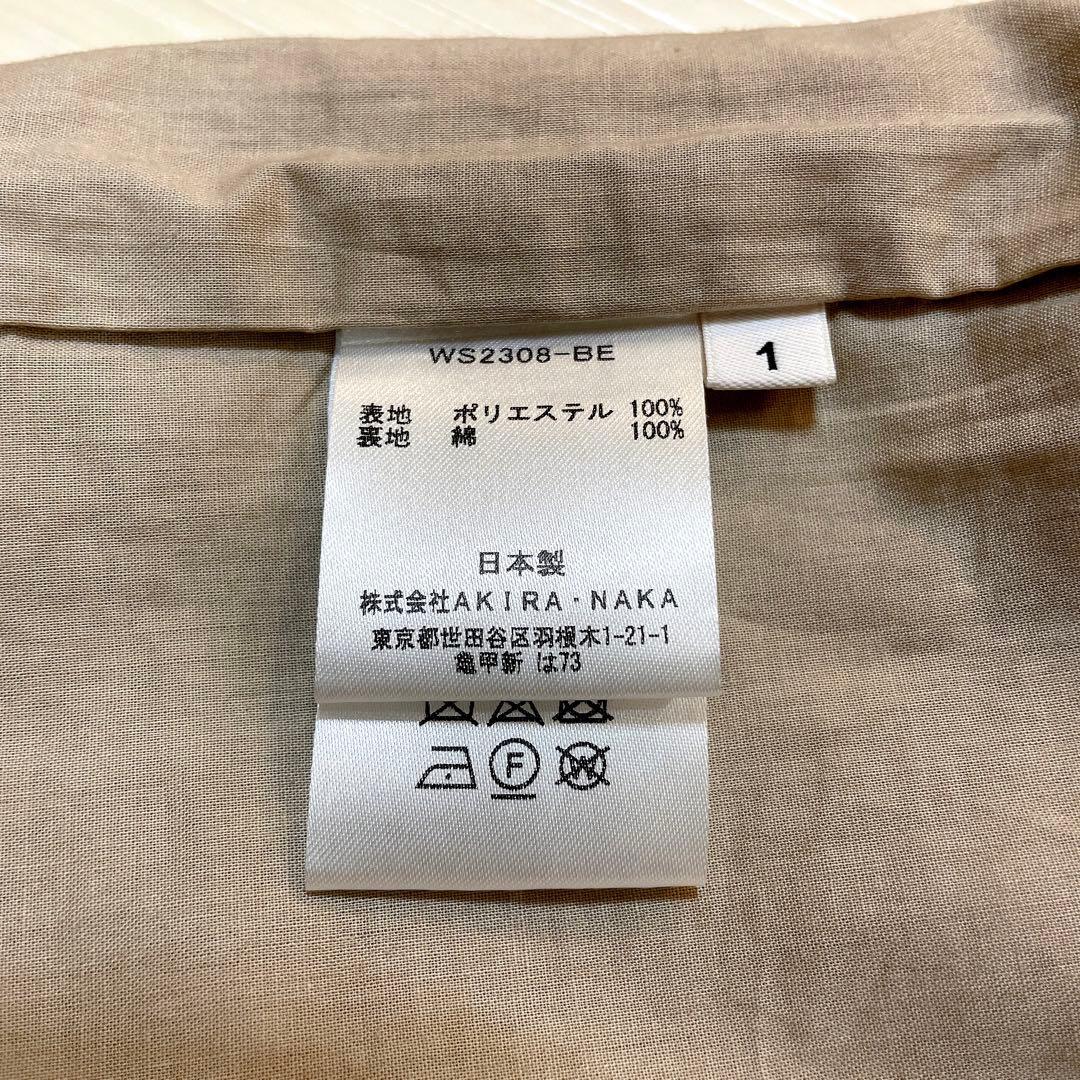 WS2308-BE
1
表地 ポリエステル 100%
裏地 綿 100%
日本製
株式会社AKIRA・NAKA
東京都世田谷区羽根木1-21-1
亀甲新 は73
F
W